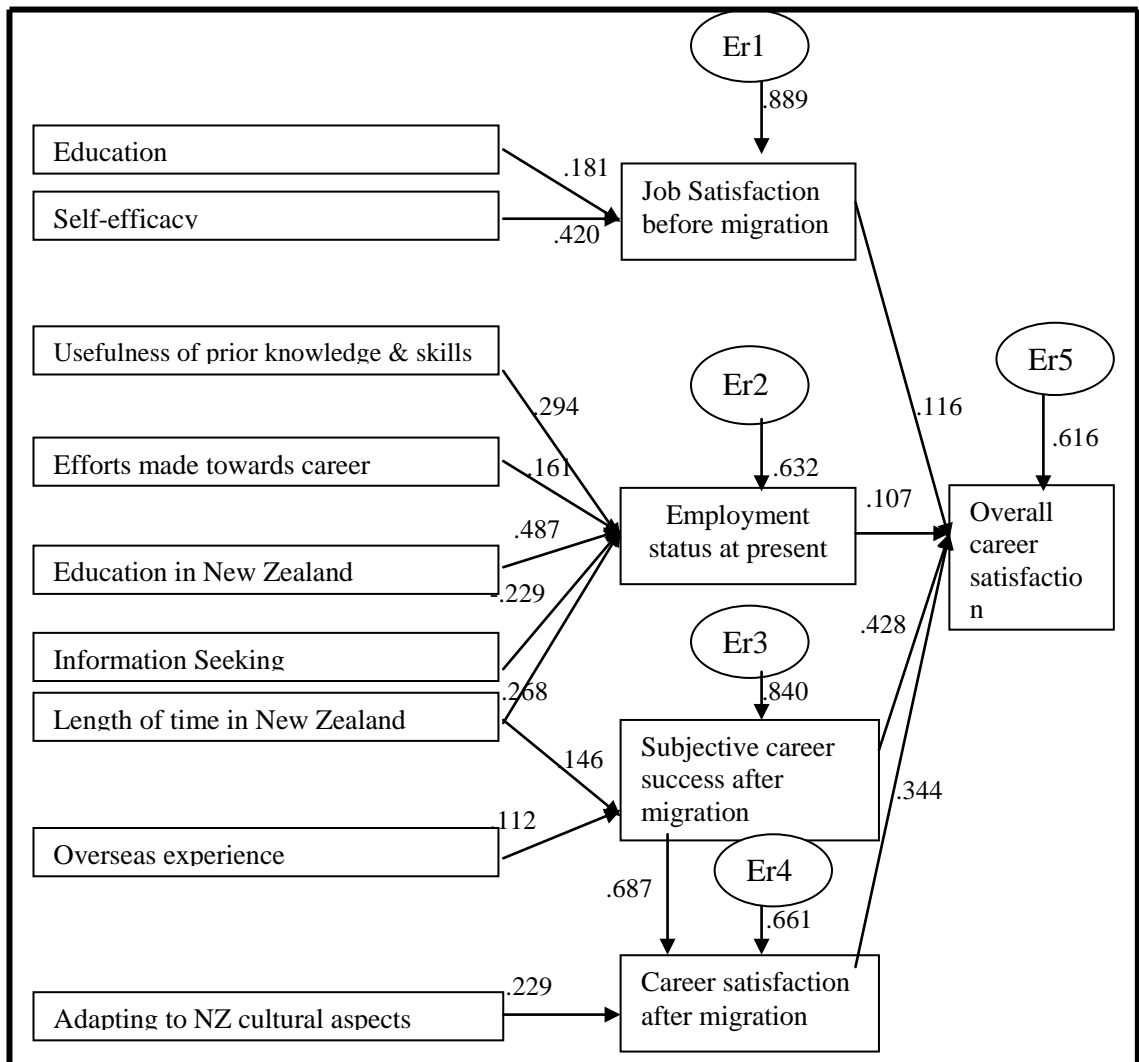 Er1
.889
Education
.181
Job Satisfaction
before migration
Self-efficacy
.420
Usefulness of prior knowledge & skills
.294
Er2
Er5
.116
.616
Efforts made towards career
.161
.632
.107
Employment
status at present
Overall
career
satisfactio
n
.487
Education in New Zealand
-.229
.428
Er3
Information Seeking
.268
.840
Length of time in New Zealand
.146
Subjective career
success after
migration
.344
.112
Overseas experience
Er4
.687
.661
.229
Career satisfaction
after migration
Adapting to NZ cultural aspects